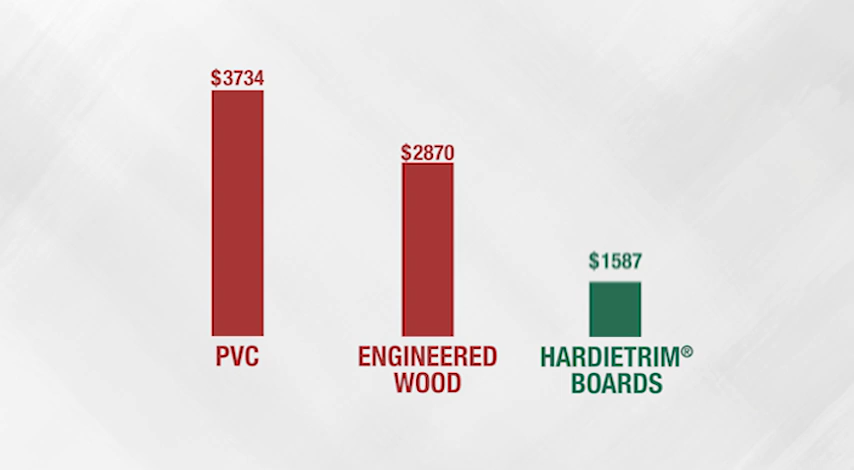 $3734
$2870
$1587
PVC
ENGINEERED
WOOD
HARDIETRIM®
BOARDS